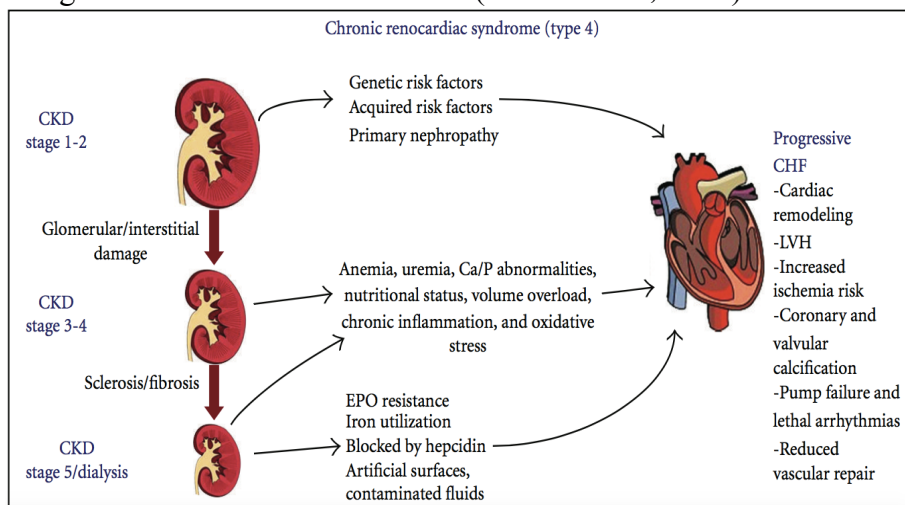 Chronic renocardiac syndrome (type 4)
CKD
stage 1-2
Genetic risk factors
Acquired risk factors
Primary nephropathy
Glomerular/interstitial
damage
CKD
stage 3-4
Anemia, uremia, Ca/P abnormalities,
nutritional status, volume overload,
chronic inflammation, and oxidative
stress
Sclerosis/fibrosis
CKD
stage 5/dialysis
EPO resistance
Iron utilization
Blocked by hepcidin
Artificial surfaces,
contaminated fluids
Progressive
CHF
-Cardiac
remodeling
-LVH
-Increased
ischemia risk
-Coronary and
valvular
calcification
-Pump failure and
lethal arrhythmias
-Reduced
vascular repair